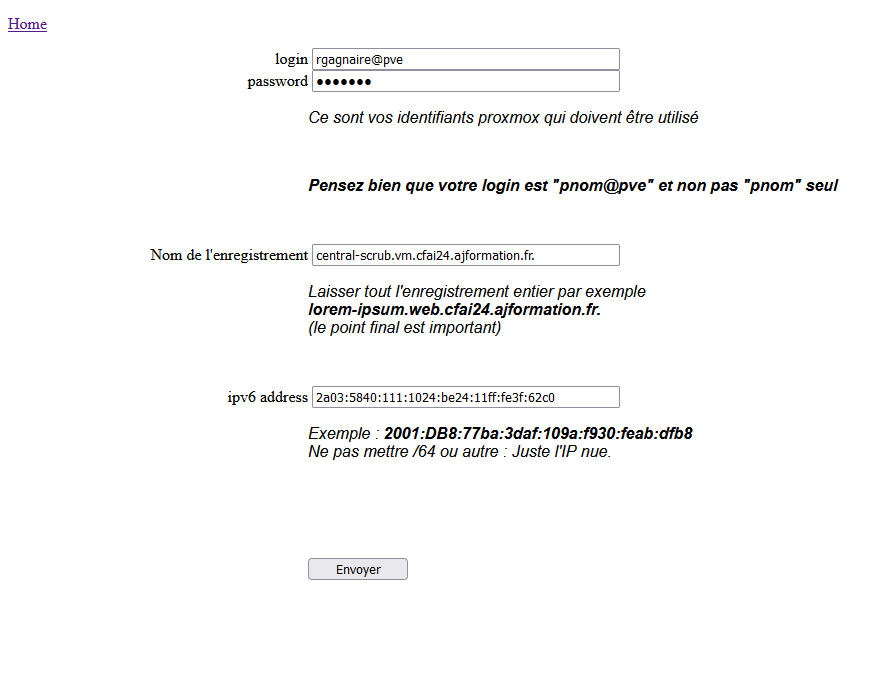 Home
login rgagnaire@pve
password •••••••
Ce sont vos identifiants proxmox qui doivent être utilisé
Pensez bien que votre login est "pnom@pve" et non pas "pnom" seul
Nom de l'enregistrement central-scrub.vm.cfai24.ajformation.fr.
Laisser tout l'enregistrement entier par exemple
lorem-ipsum.web.cfai24.ajformation.fr.
(le point final est important)
ipv6 address 2a03:5840:111:1024:be24:11ff:fe3f:62c0
Exemple : 2001:DB8:77ba:3daf:109a:f930:feab:dfb8
Ne pas mettre /64 ou autre : Juste l'IP nue.
Envoyer